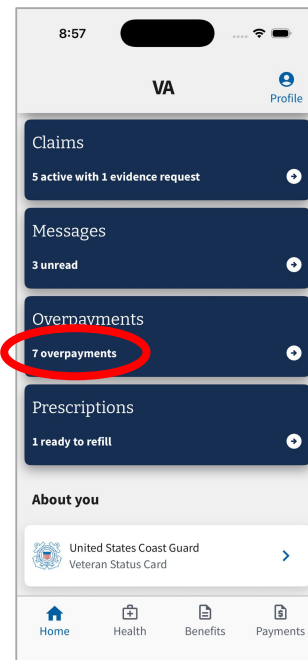 8:57
VA
Profile
Claims
5 active with 1 evidence request
Messages
3 unread
Overpayments
7 overpayments
Prescriptions
1 ready to refill
About you
United States Coast Guard
Veteran Status Card
Home Health Benefits Payments